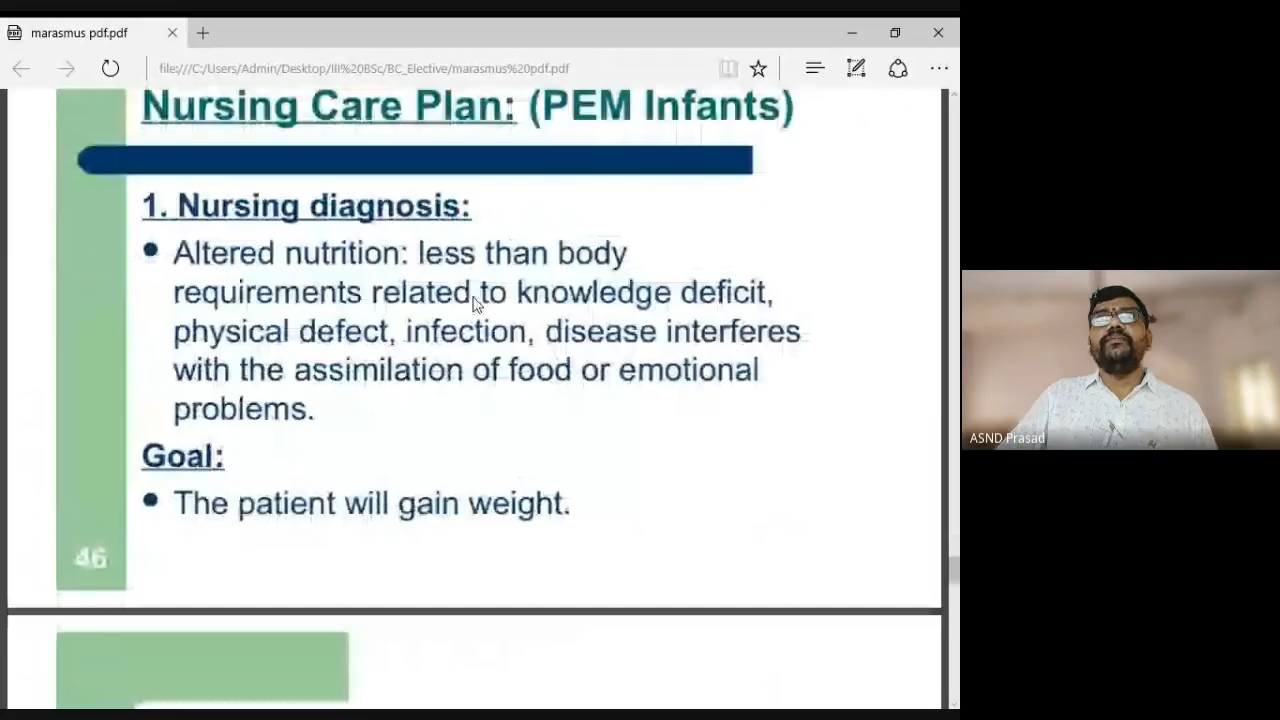 marasmus pdf.pdf
file:///C:/Users/Admin/Desktop/III%20BSc/BC_Elective/marasmus%20pdf.pdf
Nursing Care Plan: (PEM Infants)
1. Nursing diagnosis:
Altered nutrition: less than body
requirements related to knowledge deficit,
physical defect, infection, disease interferes
with the assimilation of food or emotional
problems.
Goal:
The patient will gain weight.
46
ASND Prasad